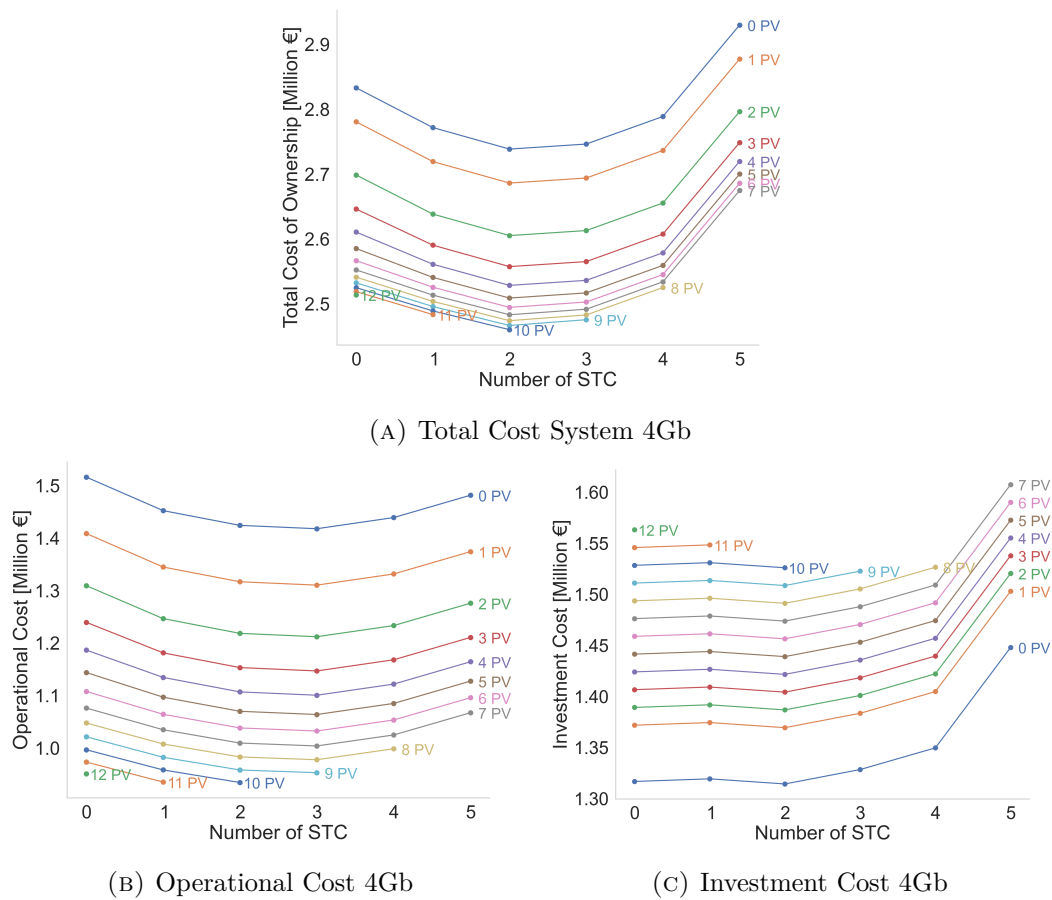 Total Cost of Ownership [Million €]
2.9
2.8
2.7
2.6
2.5
0 PV
1 PV
2 PV
3 PV
4 PV
5 PV
6 PV
7 PV
8 PV
9 PV
10 PV
11 PV
12 PV
0 1 2 3 4 5
Number of STC
(A) Total Cost System 4Gb
Operational Cost [Million €]
1.5
1.4
1.3
1.2
1.1
1.0
0 PV
1 PV
2 PV
3 PV
4 PV
5 PV
6 PV
7 PV
8 PV
9 PV
10 PV
11 PV
12 PV
0 1 2 3 4 5
Number of STC
(B) Operational Cost 4Gb
Investment Cost [Million €]
1.60
1.55
1.50
1.45
1.40
1.35
1.30
7 PV
6 PV
5 PV
4 PV
3 PV
2 PV
1 PV
0 PV
8 PV
9 PV
10 PV
11 PV
12 PV
0 1 2 3 4 5
Number of STC
(C) Investment Cost 4Gb